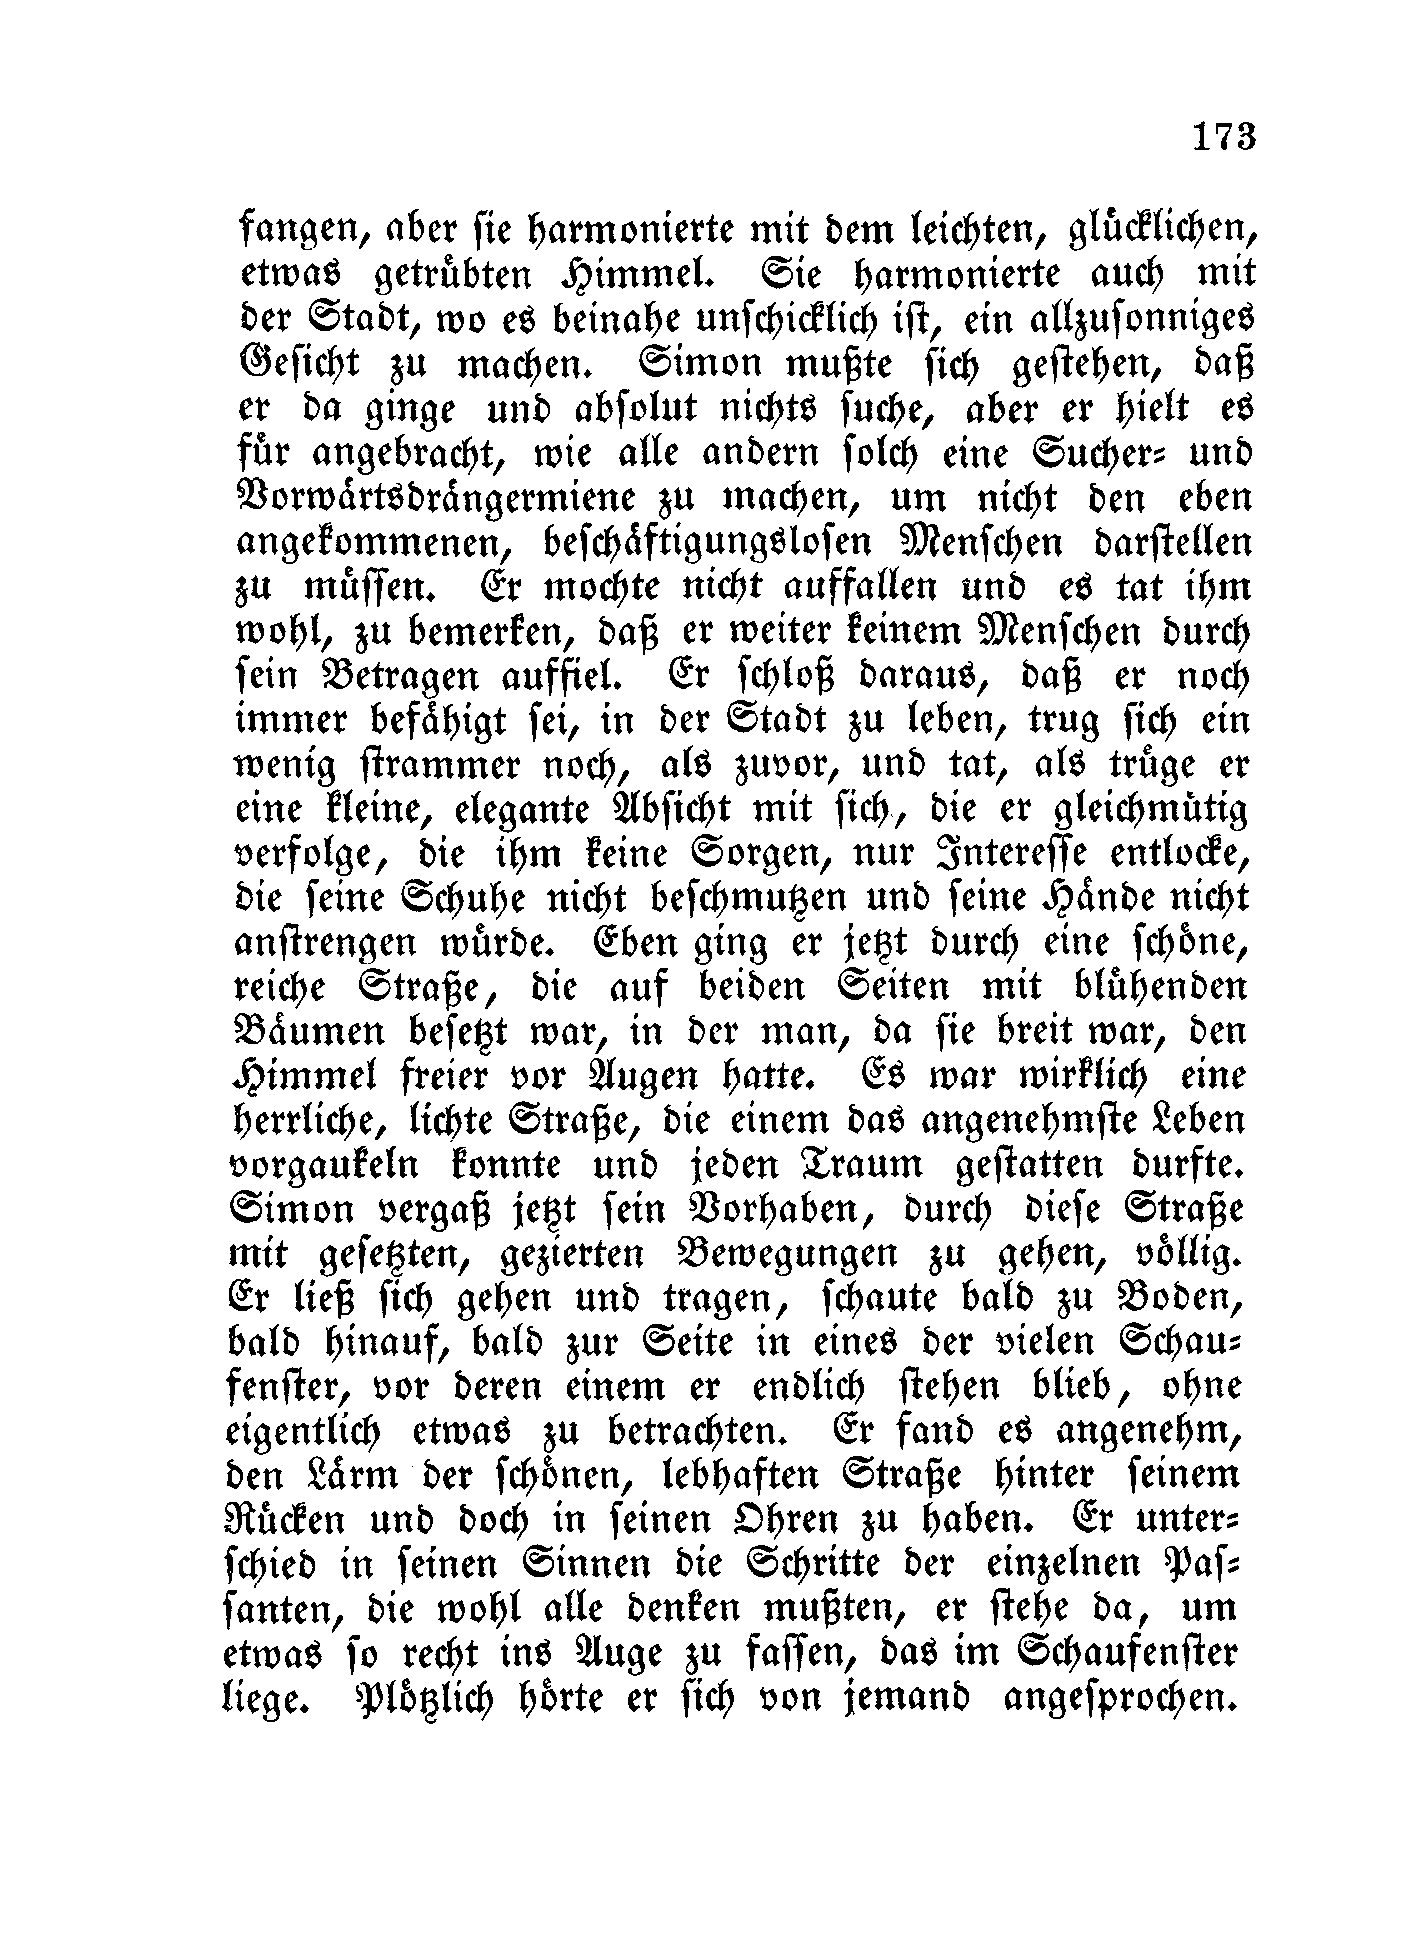 173
fangen, aber sie harmonierte mit dem leichten, glücklichen,
etwas getrübten Himmel. Sie harmonierte auch mit
der Stadt, wo es beinahe unschicklich ist, ein allzusonniges
Gesicht zu machen. Simon mußte sich gestehen, daß
er da ginge und absolut nichts suche, aber er hielt es
für angebracht, wie alle andern solch eine Sucher- und
Vorwärtsdrängermiene zu machen, um nicht den eben
angekommenen, beschäftigungslosen Menschen darstellen
zu müssen. Er mochte nicht auffallen und es tat ihm
wohl, zu bemerken, daß er weiter keinem Menschen durch
sein Betragen auffiel. Er schloß daraus, daß er noch
immer befähigt sei, in der Stadt zu leben, trug sich ein
wenig strammer noch, als zuvor, und tat, als trüge er
eine kleine, elegante Absicht mit sich, die er gleichmütig
verfolge, die ihm keine Sorgen, nur Interesse entlocke,
die seine Schuhe nicht beschmutzen und seine Hände nicht
anstrengen würde. Eben ging er jetzt durch eine schöne,
reiche Straße, die auf beiden Seiten mit blühenden
Bäumen besetzt war, in der man, da sie breit war, den
Himmel freier vor Augen hatte. Es war wirklich eine
herrliche, lichte Straße, die einem das angenehmste Leben
vorgaukeln konnte und jeden Traum gestatten durfte.
Simon vergaß jetzt sein Vorhaben, durch diese Straße
mit gesetzten, gezierten Bewegungen zu gehen, völlig.
Er ließ sich gehen und tragen, schaute bald zu Boden,
bald hinauf, bald zur Seite in eines der vielen Schau-
fenster, vor deren einem er endlich stehen blieb, ohne
eigentlich etwas zu betrachten. Er fand es angenehm,
den Lärm der schönen, lebhaften Straße hinter seinem
Rücken und doch in seinen Ohren zu haben. Er unter-
schied in seinen Sinnen die Schritte der einzelnen Pas-
santen, die wohl alle denken mußten, er stehe da, um
etwas so recht ins Auge zu fassen, das im Schaufenster
liege. Plötzlich hörte er sich von jemand angesprochen.